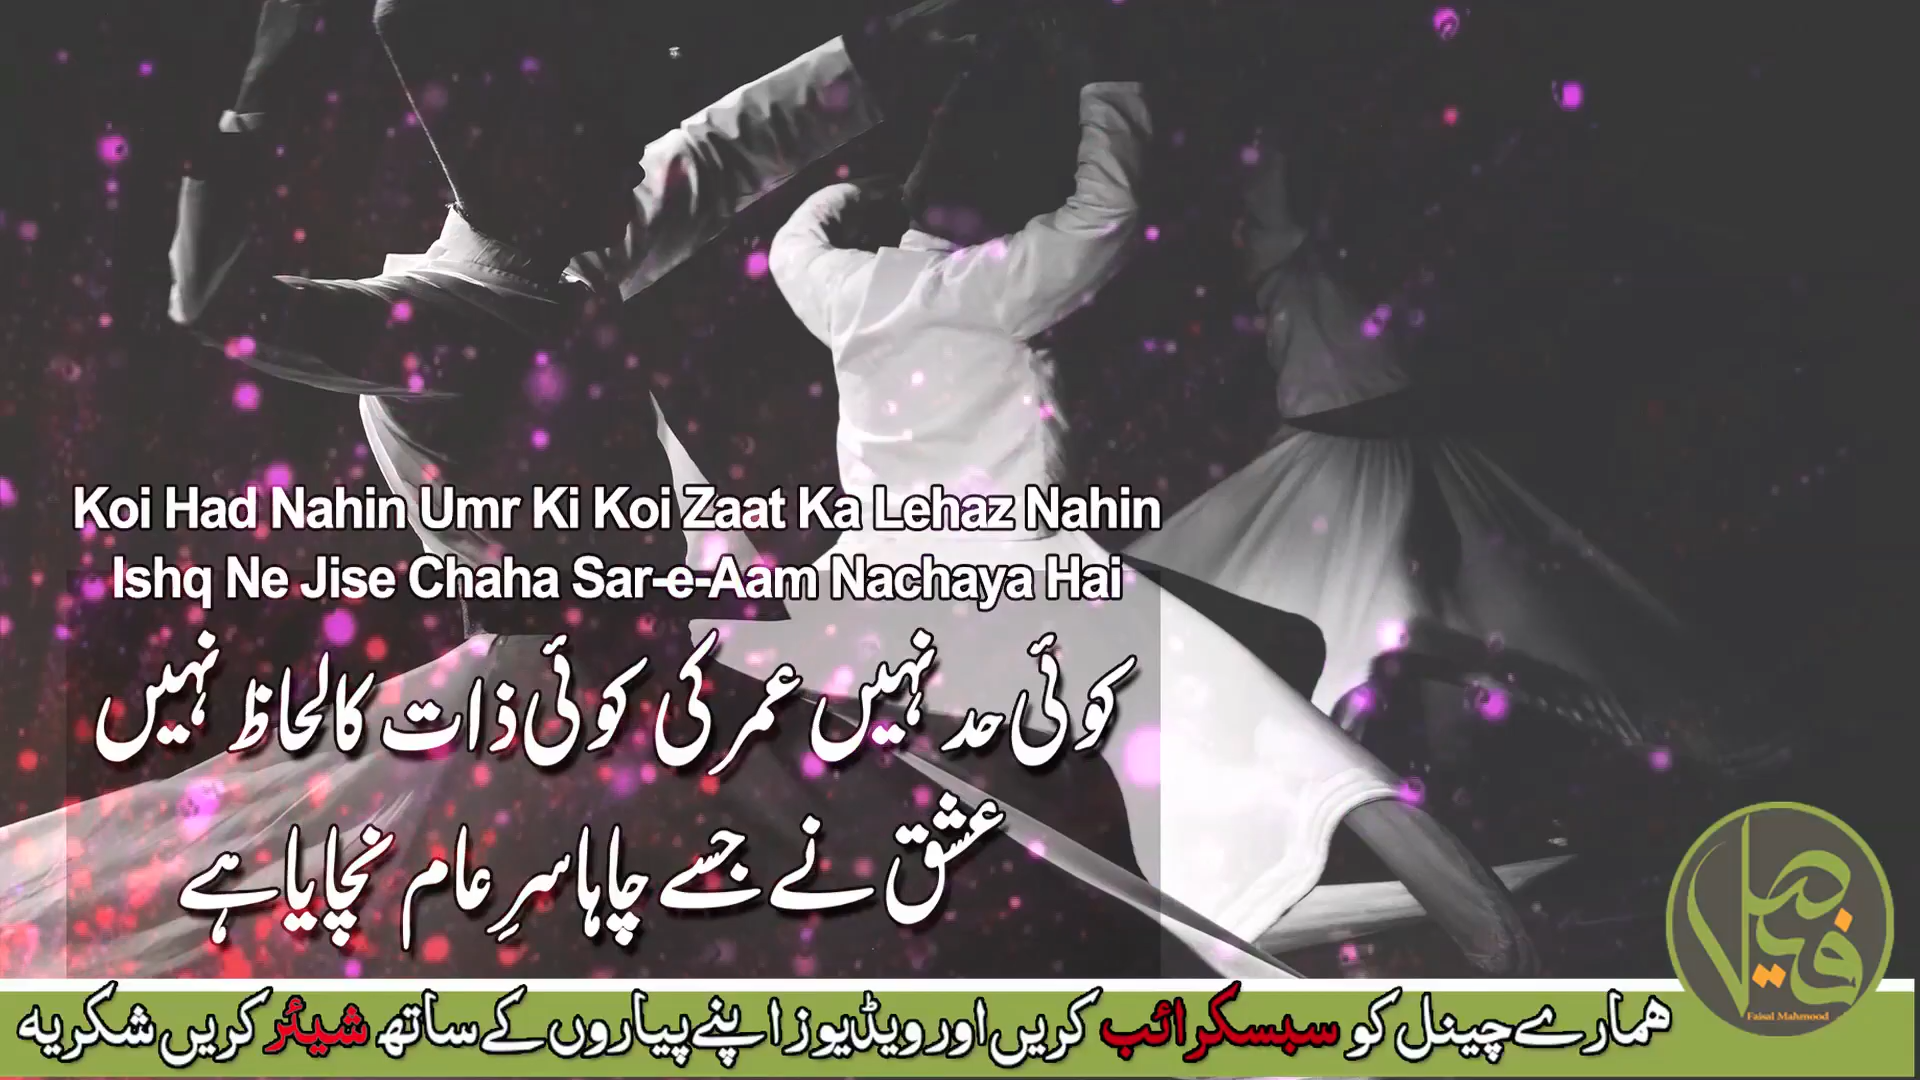 Koi Had Nahin Umr Ki Koi Zaat Ka Lehaz Nahin
Ishq Ne Jise Chaha Sar-e-Aam Nachaya Hai
کوئی حد نہیں عمر کی کوئی ذات کا لحاظ نہیں
عشق نے جسے چاہا سرِ عام نچایا ہے
فیصل
Faisal Mahmood
ہمارے چینل کو سبسکرائب کریں اور ویڈیوز اپنے پیاروں کے ساتھ شیئر کریں شکریہ